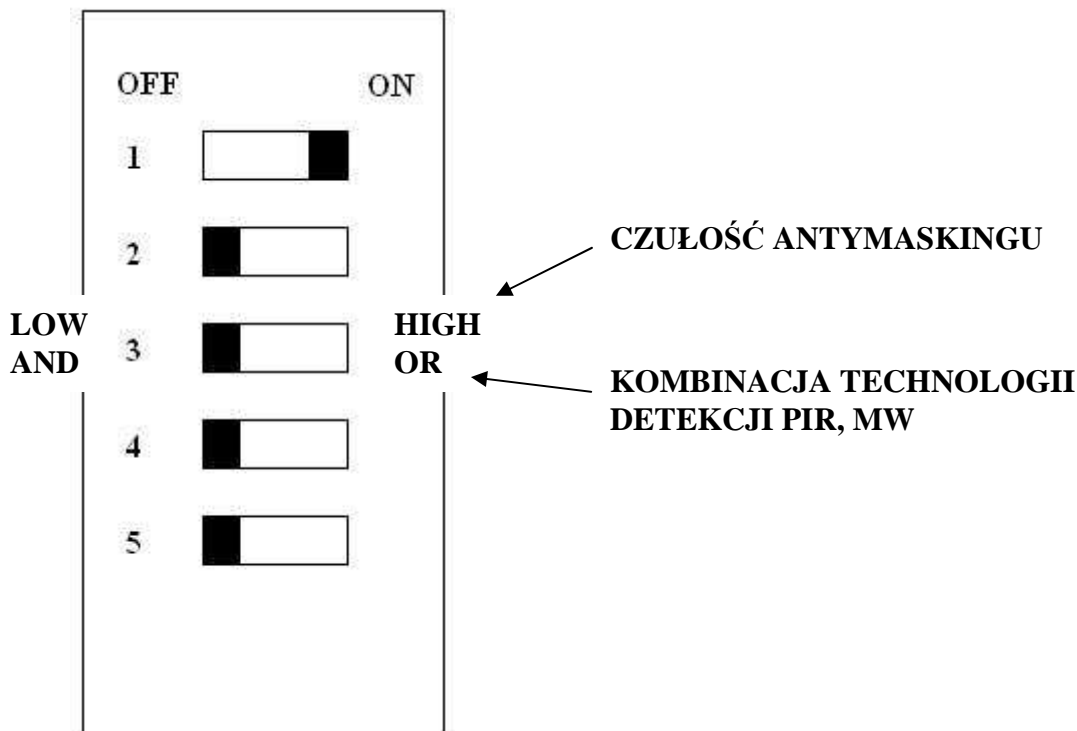 OFF ON
1
2
CZUŁOŚĆ ANTYMASKINGU
LOW HIGH
AND 3 OR
KOMBINACJA TECHNOLOGII
DETEKCJI PIR, MW
4
5